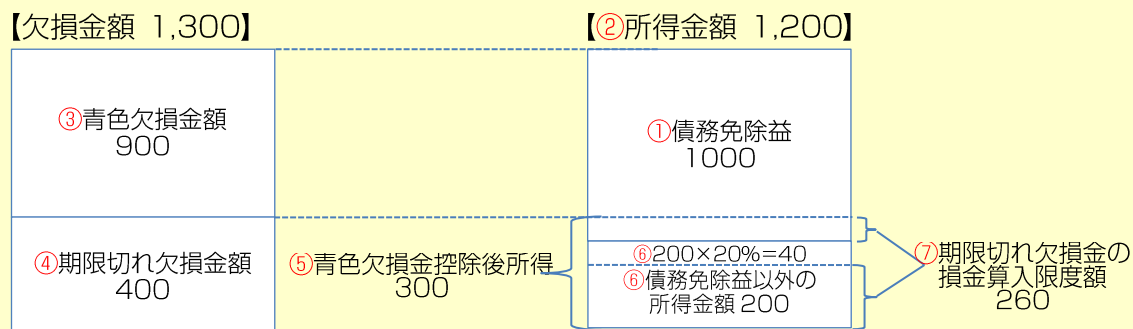 【欠損金額 1,300】
【②所得金額 1,200】
③青色欠損金額
900
①債務免除益
1000
④期限切れ欠損金額
400
⑤青色欠損金控除後所得
300
⑥200×20%=40
⑥債務免除益以外の
所得金額 200
⑦期限切れ欠損金の
損金算入限度額
260